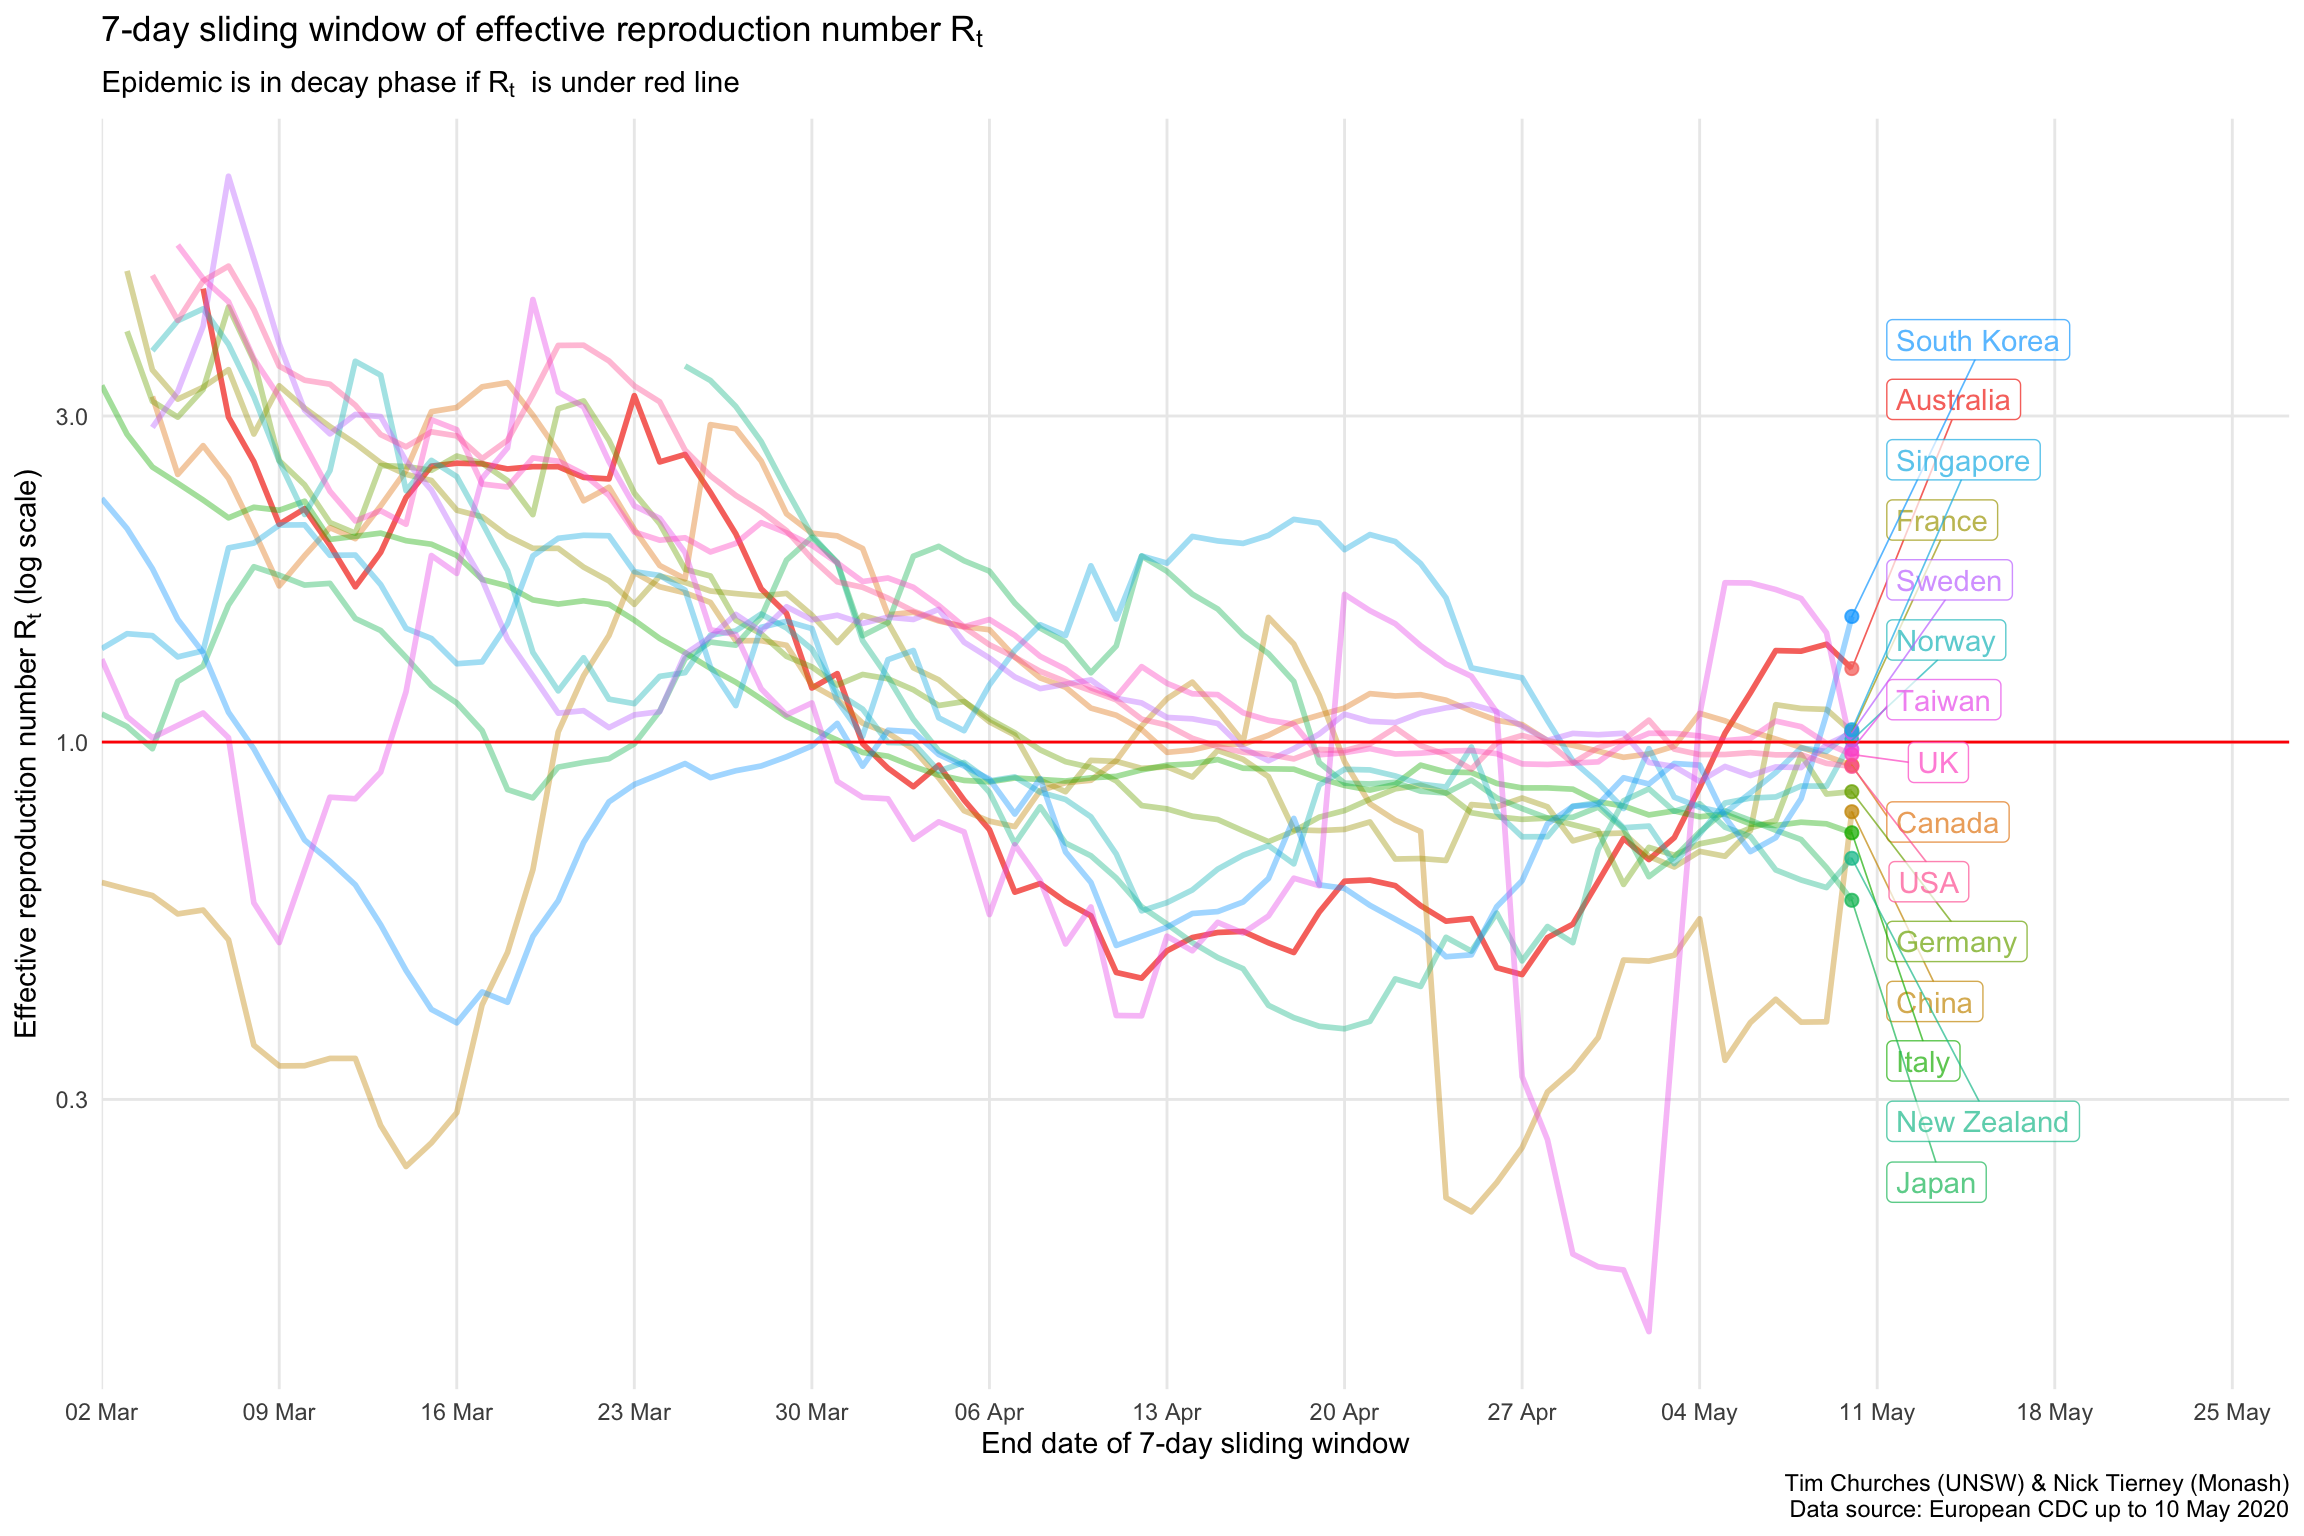 7-day sliding window of effective reproduction number Rt
Epidemic is in decay phase if Rt is under red line
Effective reproduction number Rt (log scale)
3.0
1.0
0.3
South Korea
Australia
Singapore
France
Sweden
Norway
Taiwan
UK
Canada
USA
Germany
China
Italy
New Zealand
Japan
02 Mar
09 Mar
16 Mar
23 Mar
30 Mar
06 Apr
13 Apr
20 Apr
27 Apr
04 May
11 May
18 May
25 May
End date of 7-day sliding window
Tim Churches (UNSW) & Nick Tierney (Monash)
Data source: European CDC up to 10 May 2020